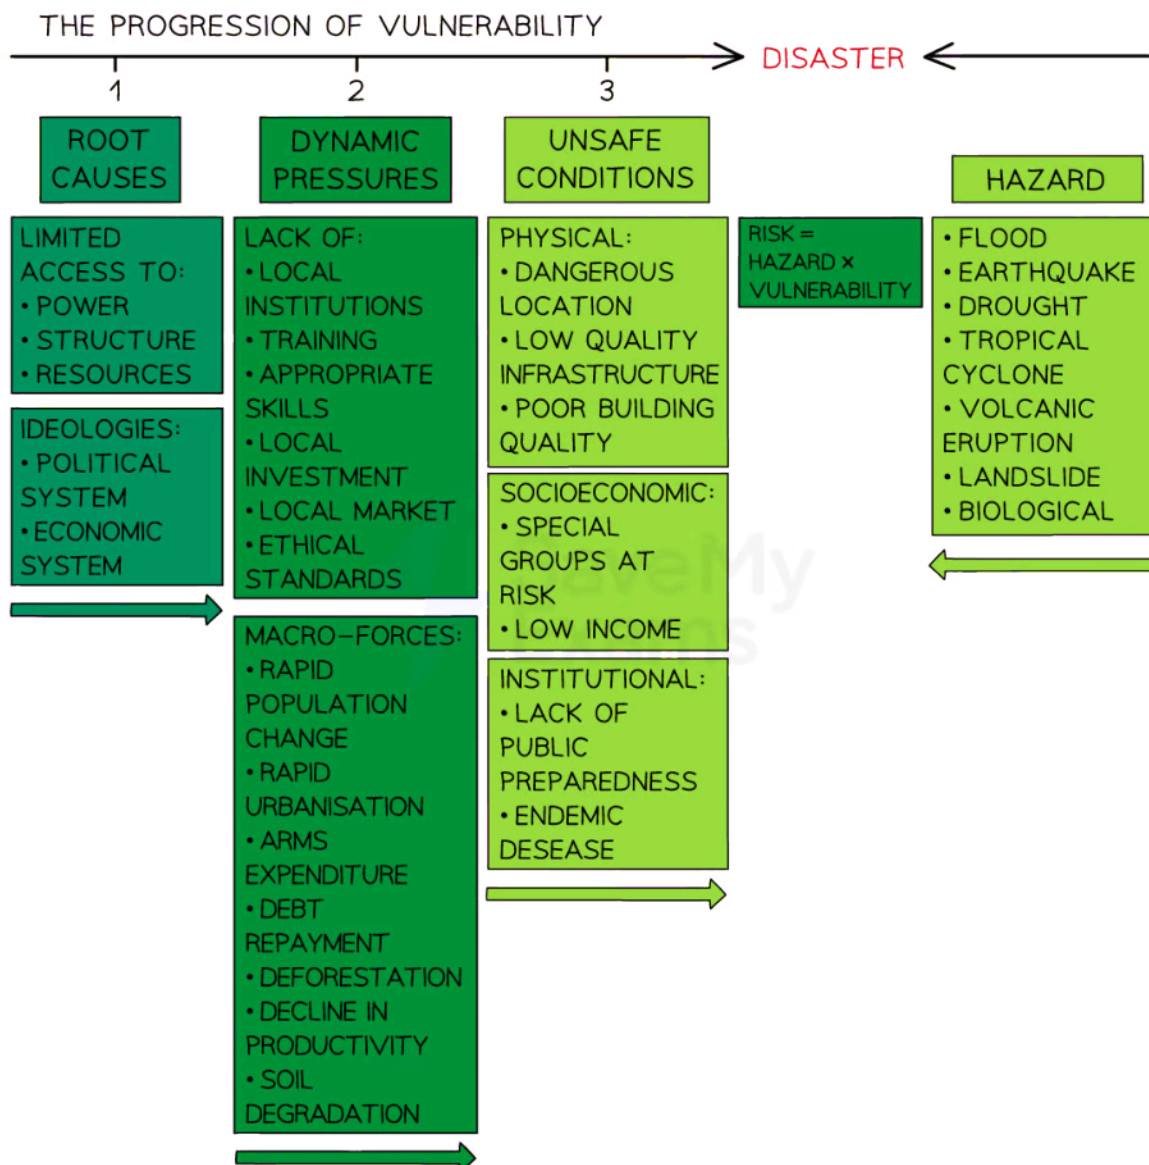 THE PROGRESSION OF VULNERABILITY
DISASTER
1
2
3
ROOT
CAUSES
LIMITED
ACCESS TO:
• POWER
• STRUCTURE
• RESOURCES
IDEOLOGIES:
• POLITICAL
SYSTEM
• ECONOMIC
SYSTEM
DYNAMIC
PRESSURES
LACK OF:
• LOCAL
INSTITUTIONS
• TRAINING
• APPROPRIATE
SKILLS
• LOCAL
INVESTMENT
• LOCAL MARKET
• ETHICAL
STANDARDS
MACRO-FORCES:
• RAPID
POPULATION
CHANGE
• RAPID
URBANISATION
• ARMS
EXPENDITURE
• DEBT
REPAYMENT
• DEFORESTATION
• DECLINE IN
PRODUCTIVITY
• SOIL
DEGRADATION
UNSAFE
CONDITIONS
PHYSICAL:
• DANGEROUS
LOCATION
• LOW QUALITY
INFRASTRUCTURE
• POOR BUILDING
QUALITY
SOCIOECONOMIC:
• SPECIAL
GROUPS AT
RISK
• LOW INCOME
INSTITUTIONAL:
• LACK OF
PUBLIC
PREPAREDNESS
• ENDEMIC
DESEASE
RISK =
HAZARD ×
VULNERABILITY
HAZARD
• FLOOD
• EARTHQUAKE
• DROUGHT
• TROPICAL
CYCLONE
• VOLCANIC
ERUPTION
• LANDSLIDE
• BIOLOGICAL
SaveMy
Exams